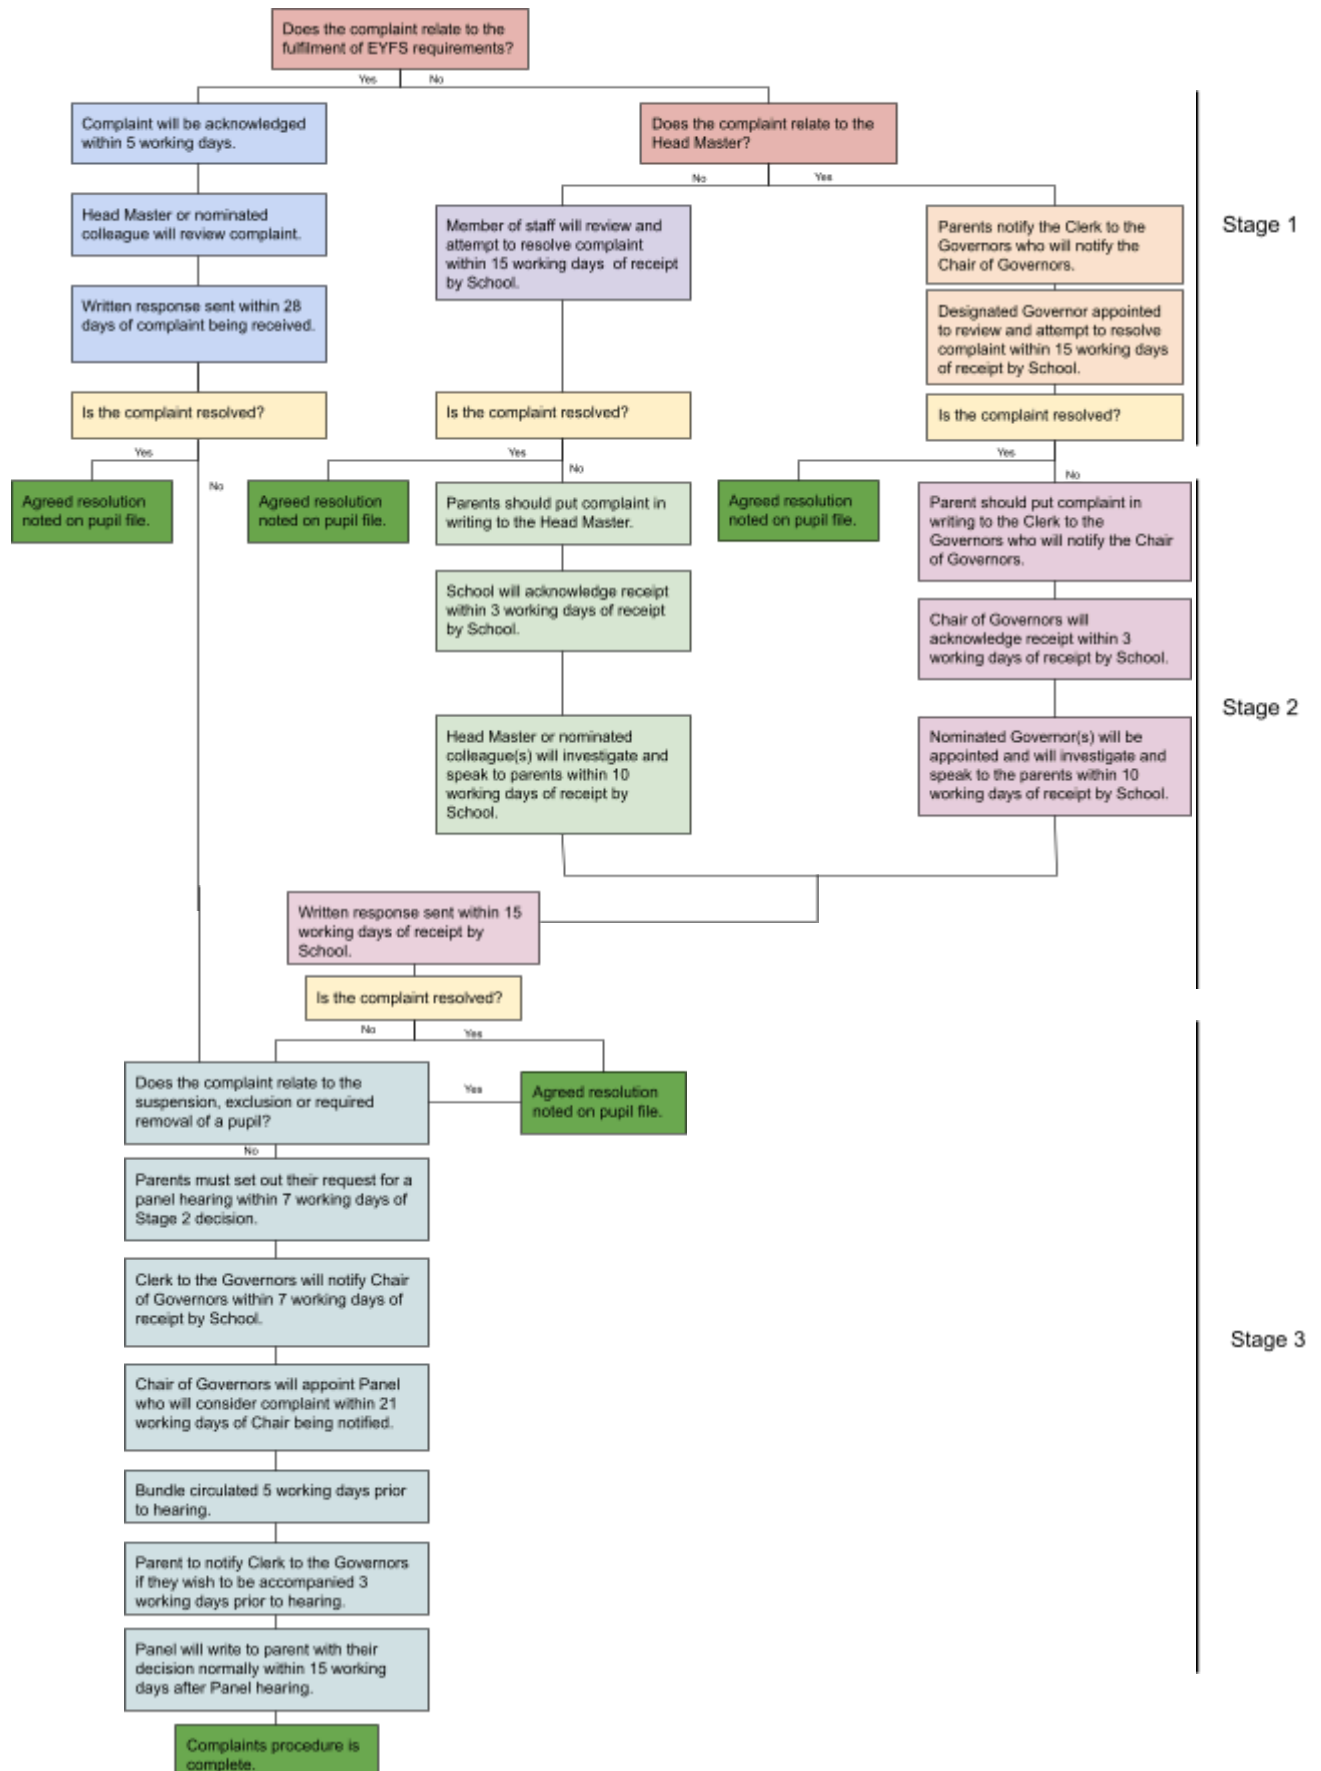 Does the complaint relate to the
fulfilment of EYFS requirements?
Yes
No
Complaint will be acknowledged
within 5 working days.
Does the complaint relate to the
Head Master?
No
Yes
Head Master or nominated
colleague will review complaint.
Member of staff will review and
attempt to resolve complaint
within 15 working days of receipt
by School.
Parents notify the Clerk to the
Governors who will notify the
Chair of Governors.
Stage 1
Written response sent within 28
days of complaint being received.
Designated Governor appointed
to review and attempt to resolve
complaint within 15 working days
of receipt by School.
Is the complaint resolved?
Is the complaint resolved?
Is the complaint resolved?
Yes
No
Yes
No
Yes
No
Agreed resolution
noted on pupil file.
Agreed resolution
noted on pupil file.
Parents should put complaint in
writing to the Head Master.
Agreed resolution
noted on pupil file.
Parent should put complaint in
writing to the Clerk to the
Governors who will notify the Chair
of Governors.
School will acknowledge receipt
within 3 working days of receipt
by School.
Chair of Governors will
acknowledge receipt within 3
working days of receipt by School.
Stage 2
Head Master or nominated
colleague(s) will investigate and
speak to parents within 10
working days of receipt by
School.
Nominated Governor(s) will be
appointed and will investigate and
speak to the parents within 10
working days of receipt by School.
Written response sent within 15
working days of receipt by
School.
Is the complaint resolved?
No
Yes
Does the complaint relate to the
suspension, exclusion or required
removal of a pupil?
Yes
Agreed resolution
noted on pupil file.
No
Parents must set out their request for a
panel hearing within 7 working days of
Stage 2 decision.
Clerk to the Governors will notify Chair
of Governors within 7 working days of
receipt by School.
Stage 3
Chair of Governors will appoint Panel
who will consider complaint within 21
working days of Chair being notified.
Bundle circulated 5 working days prior
to hearing.
Parent to notify Clerk to the Governors
if they wish to be accompanied 3
working days prior to hearing.
Panel will write to parent with their
decision normally within 15 working
days after Panel hearing.
Complaints procedure is
complete.